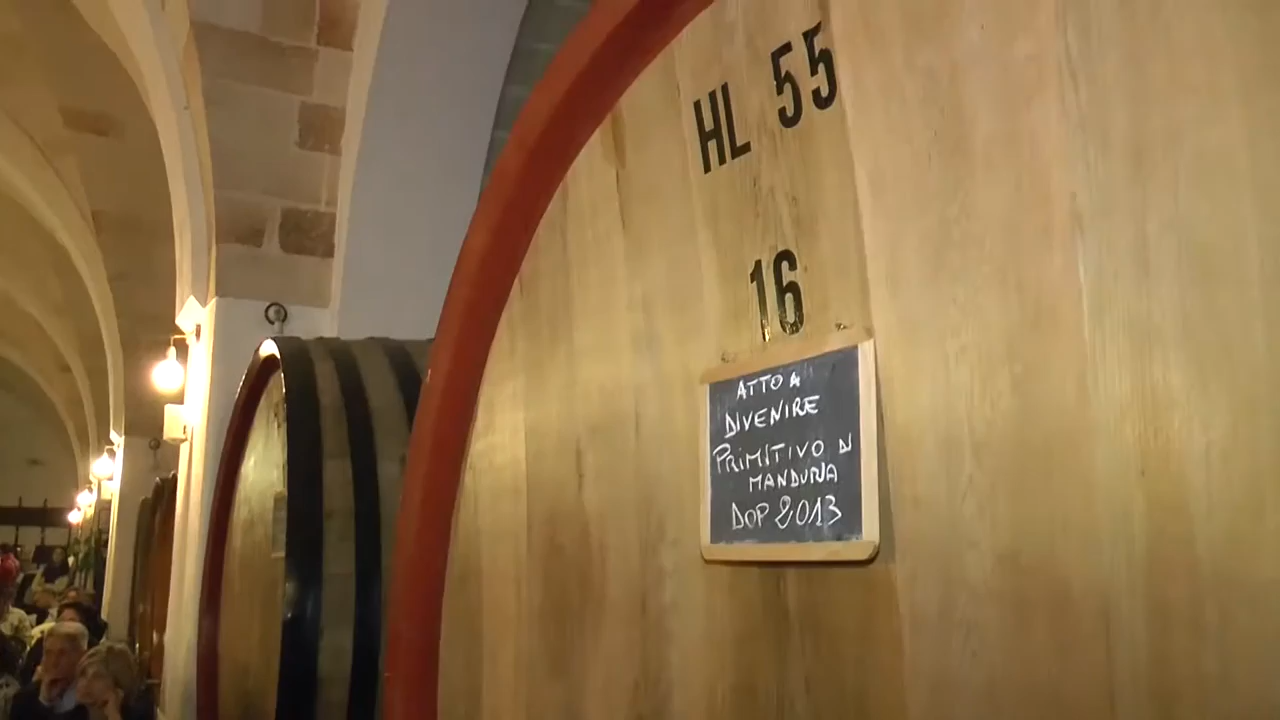 HL 55
16
ATTO A
DIVENIRE
PRIMITIVO DI
MANDURIA
DOP 2013